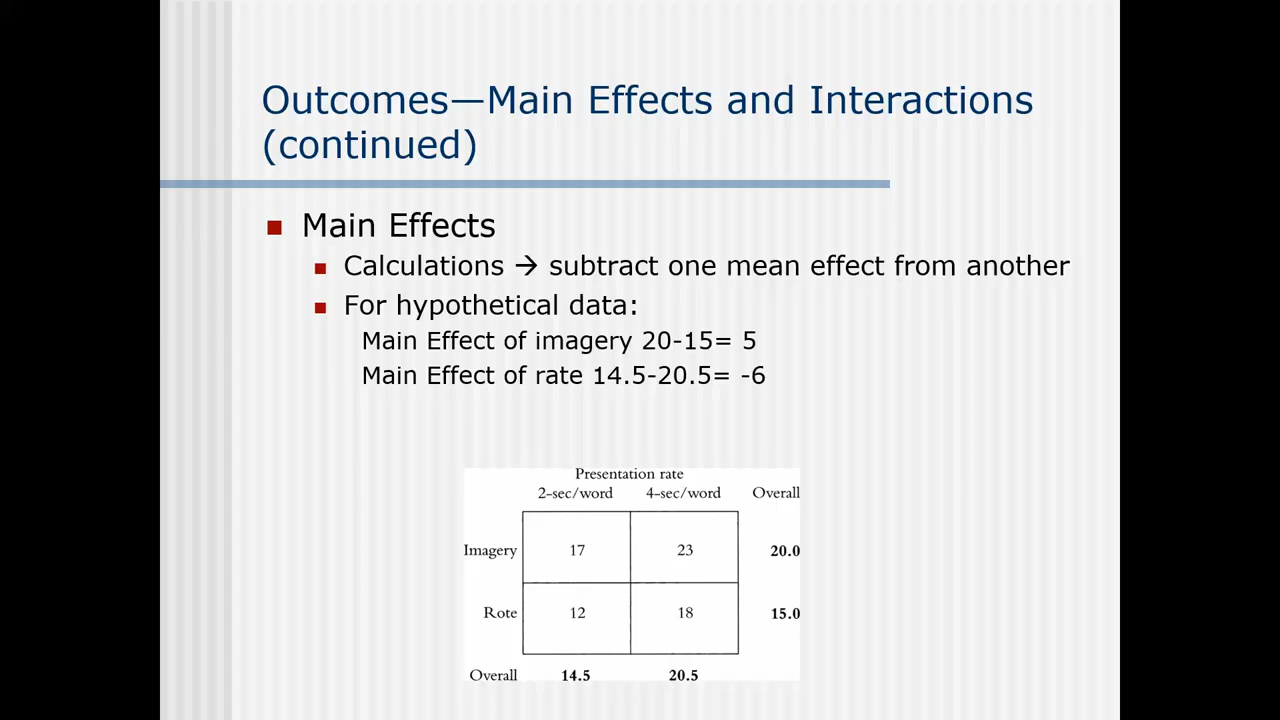 Outcomes—Main Effects and Interactions
(continued)
Main Effects
Calculations → subtract one mean effect from another
For hypothetical data:
Main Effect of imagery 20-15= 5
Main Effect of rate 14.5-20.5= -6
Presentation rate
2-sec/word 4-sec/word Overall
Imagery 17 23 20.0
Rote 12 18 15.0
Overall 14.5 20.5